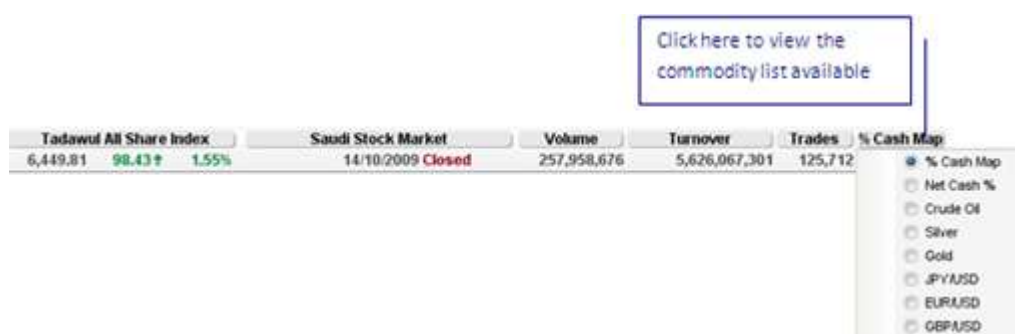 Click here to view the
commodity list available
Tadawul All Share Index Saudi Stock Market Volume Turnover Trades % Cash Map
6,449.81 98.43↑ 1.55% 14/10/2009 Closed 257,958,676 5,626,067,301 125,712
% Cash Map
Net Cash %
Crude Oil
Silver
Gold
JPY/USD
EUR/USD
GBP/USD